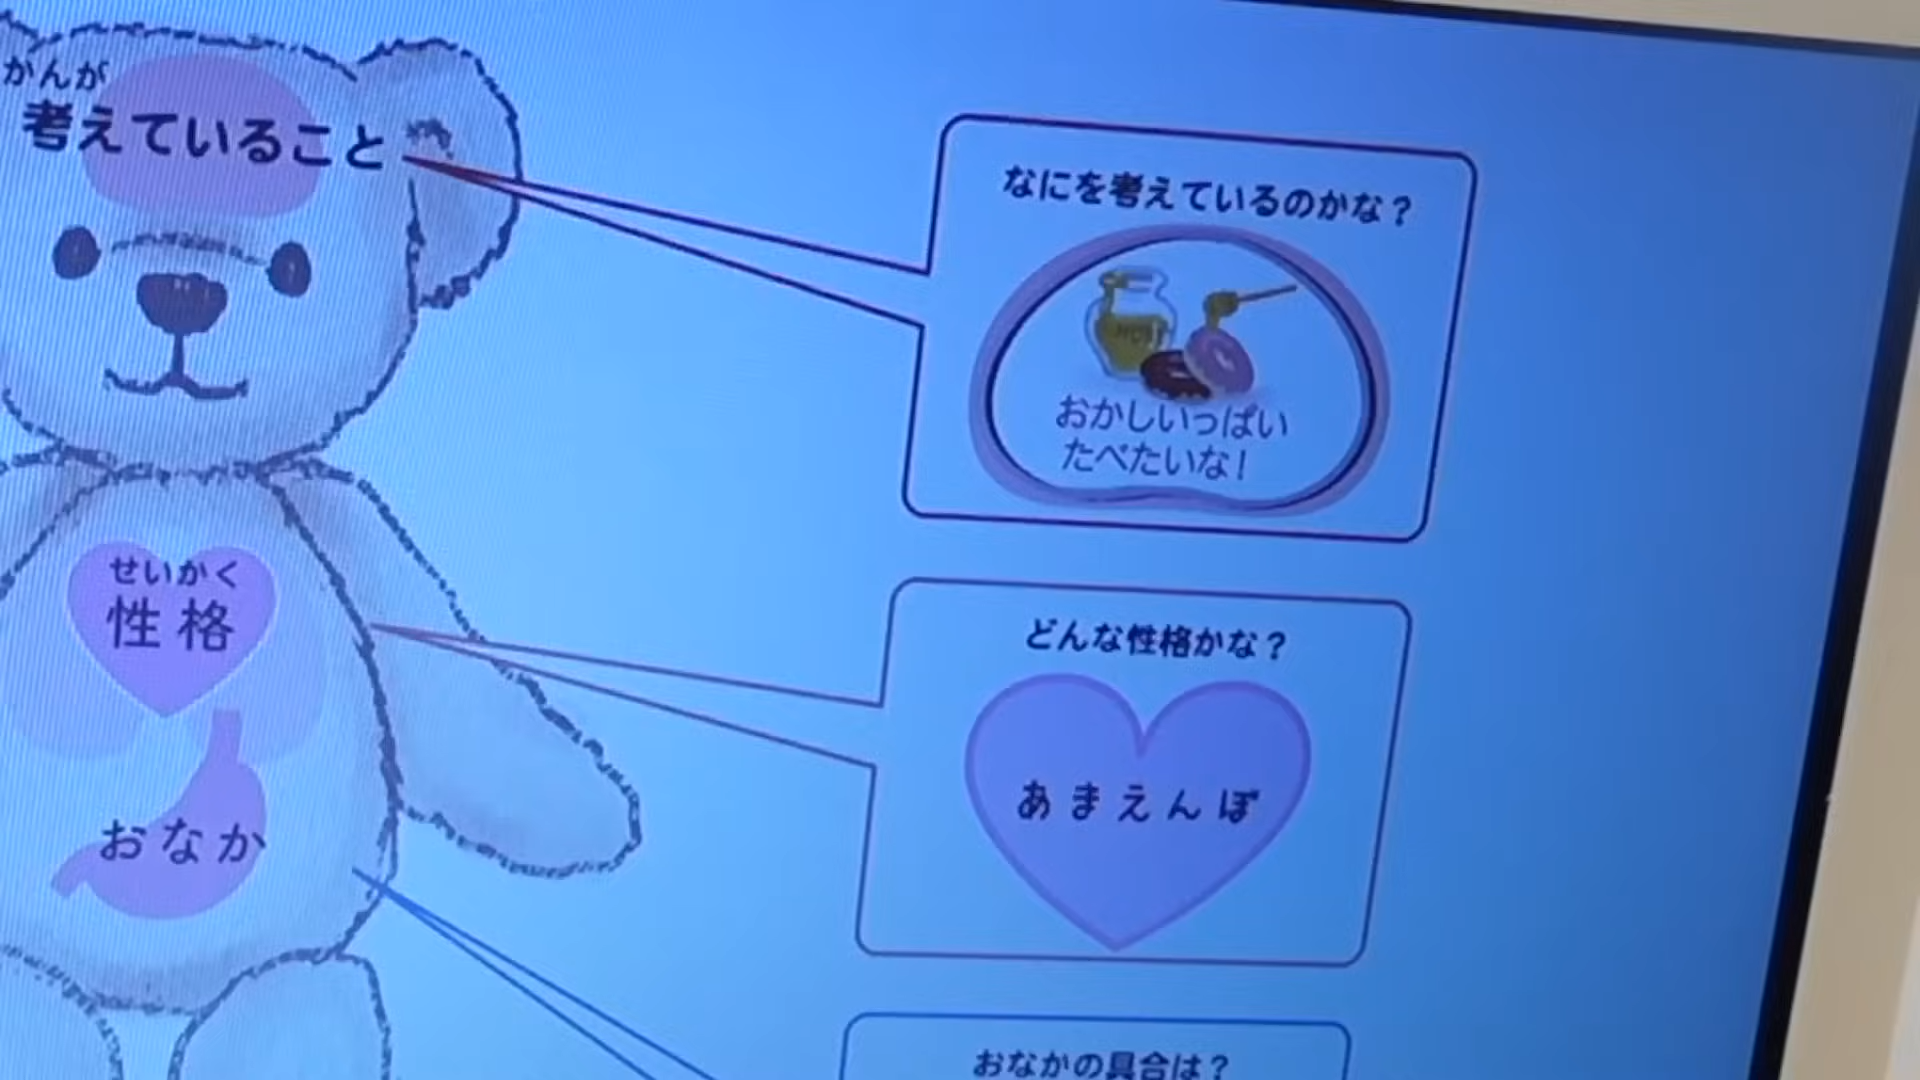 かんが
考えていること
なにを考えているのかな？
おかしいっぱい
たべたいな！
せいかく
性格
どんな性格かな？
あまえんぼ
おなか
おなかの具合は？